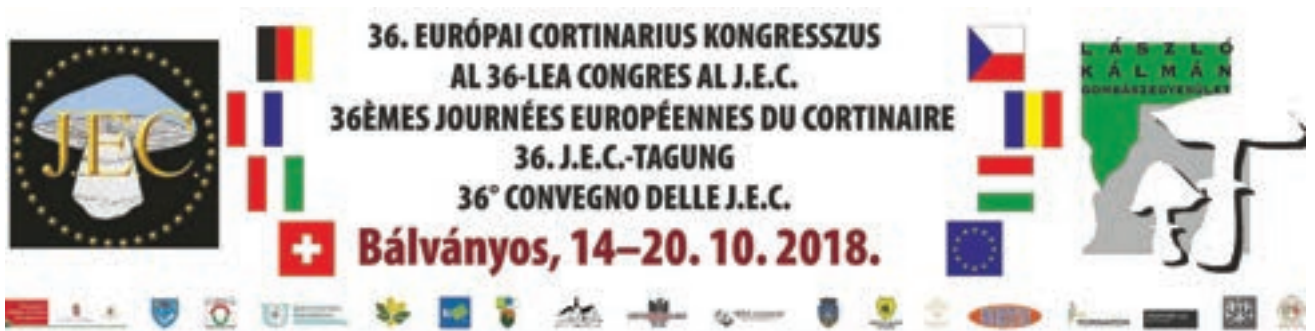 J.E.C.
36. EURÓPAI CORTINARIUS KONGRESSZUS
AL 36-LEA CONGRES AL J.E.C.
36ÈMES JOURNÉES EUROPÉENNES DU CORTINAIRE
36. J.E.C.-TAGUNG
36° CONVEGNO DELLE J.E.C.
Bálványos, 14–20. 10. 2018.
LÁSZLÓ
KÁLMÁN
GOMBÁSZEGYESÜLET